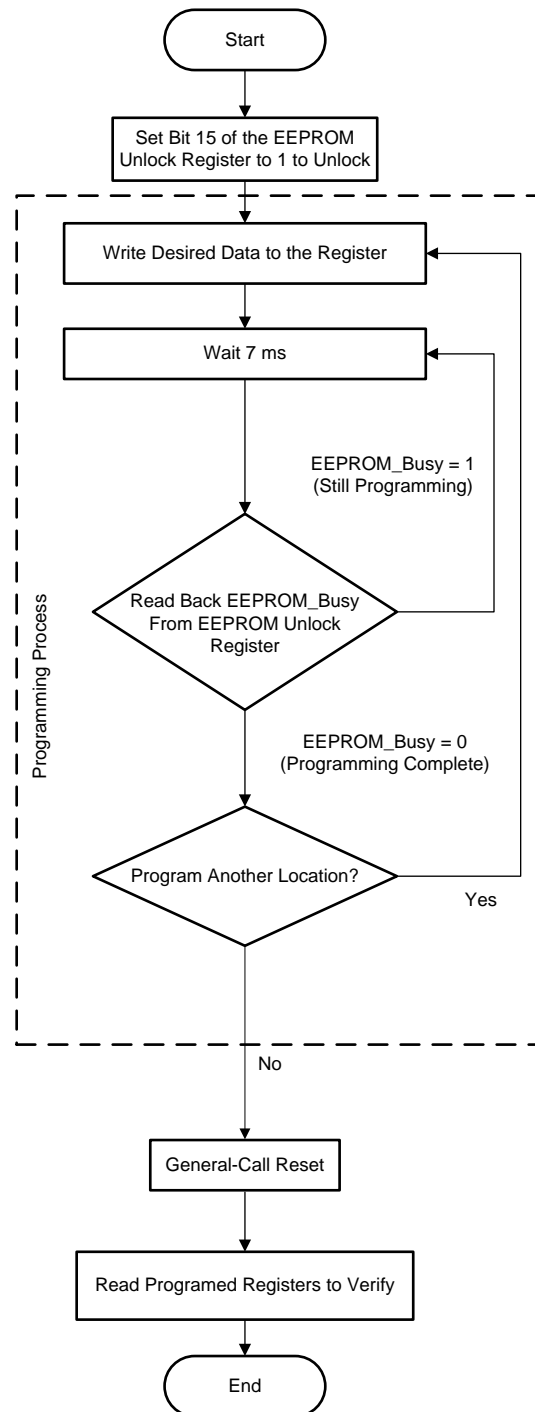 Start
Set Bit 15 of the EEPROM
Unlock Register to 1 to Unlock
Write Desired Data to the Register
Wait 7 ms
EEPROM_Busy = 1
(Still Programming)
Read Back EEPROM_Busy
From EEPROM Unlock
Register
Programming Process
EEPROM_Busy = 0
(Programming Complete)
Program Another Location?
Yes
No
General-Call Reset
Read Programed Registers to Verify
End